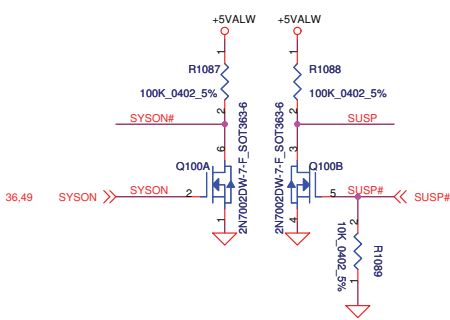 +5VALW +5VALW
1 1
R1087 R1088
100K_0402_5% 100K_0402_5%
2 2
SYSON# SUSP
6 3
Q100A Q100B
2N7002DW-7-F_SOT363-6 2N7002DW-7-F_SOT363-6
36,49 SYSON SYSON 2 5 SUSP# SUSP#
1 4
2
R1089
10K_0402_5%
1